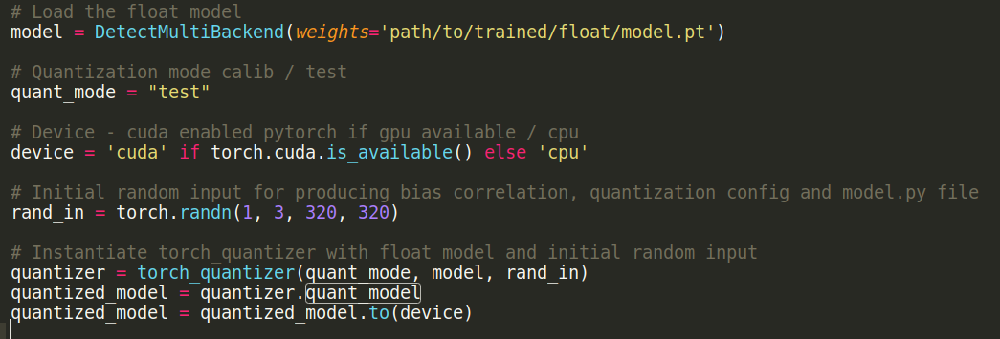 # Load the float model
model = DetectMultiBackend(weights='path/to/trained/float/model.pt')
# Quantization mode calib / test
quant_mode = "test"
# Device - cuda enabled pytorch if gpu available / cpu
device = 'cuda' if torch.cuda.is_available() else 'cpu'
# Initial random input for producing bias correlation, quantization config and model.py file
rand_in = torch.randn(1, 3, 320, 320)
# Instantiate torch_quantizer with float model and initial random input
quantizer = torch_quantizer(quant_mode, model, rand_in)
quantized_model = quantizer.quant_model
quantized_model = quantized_model.to(device)